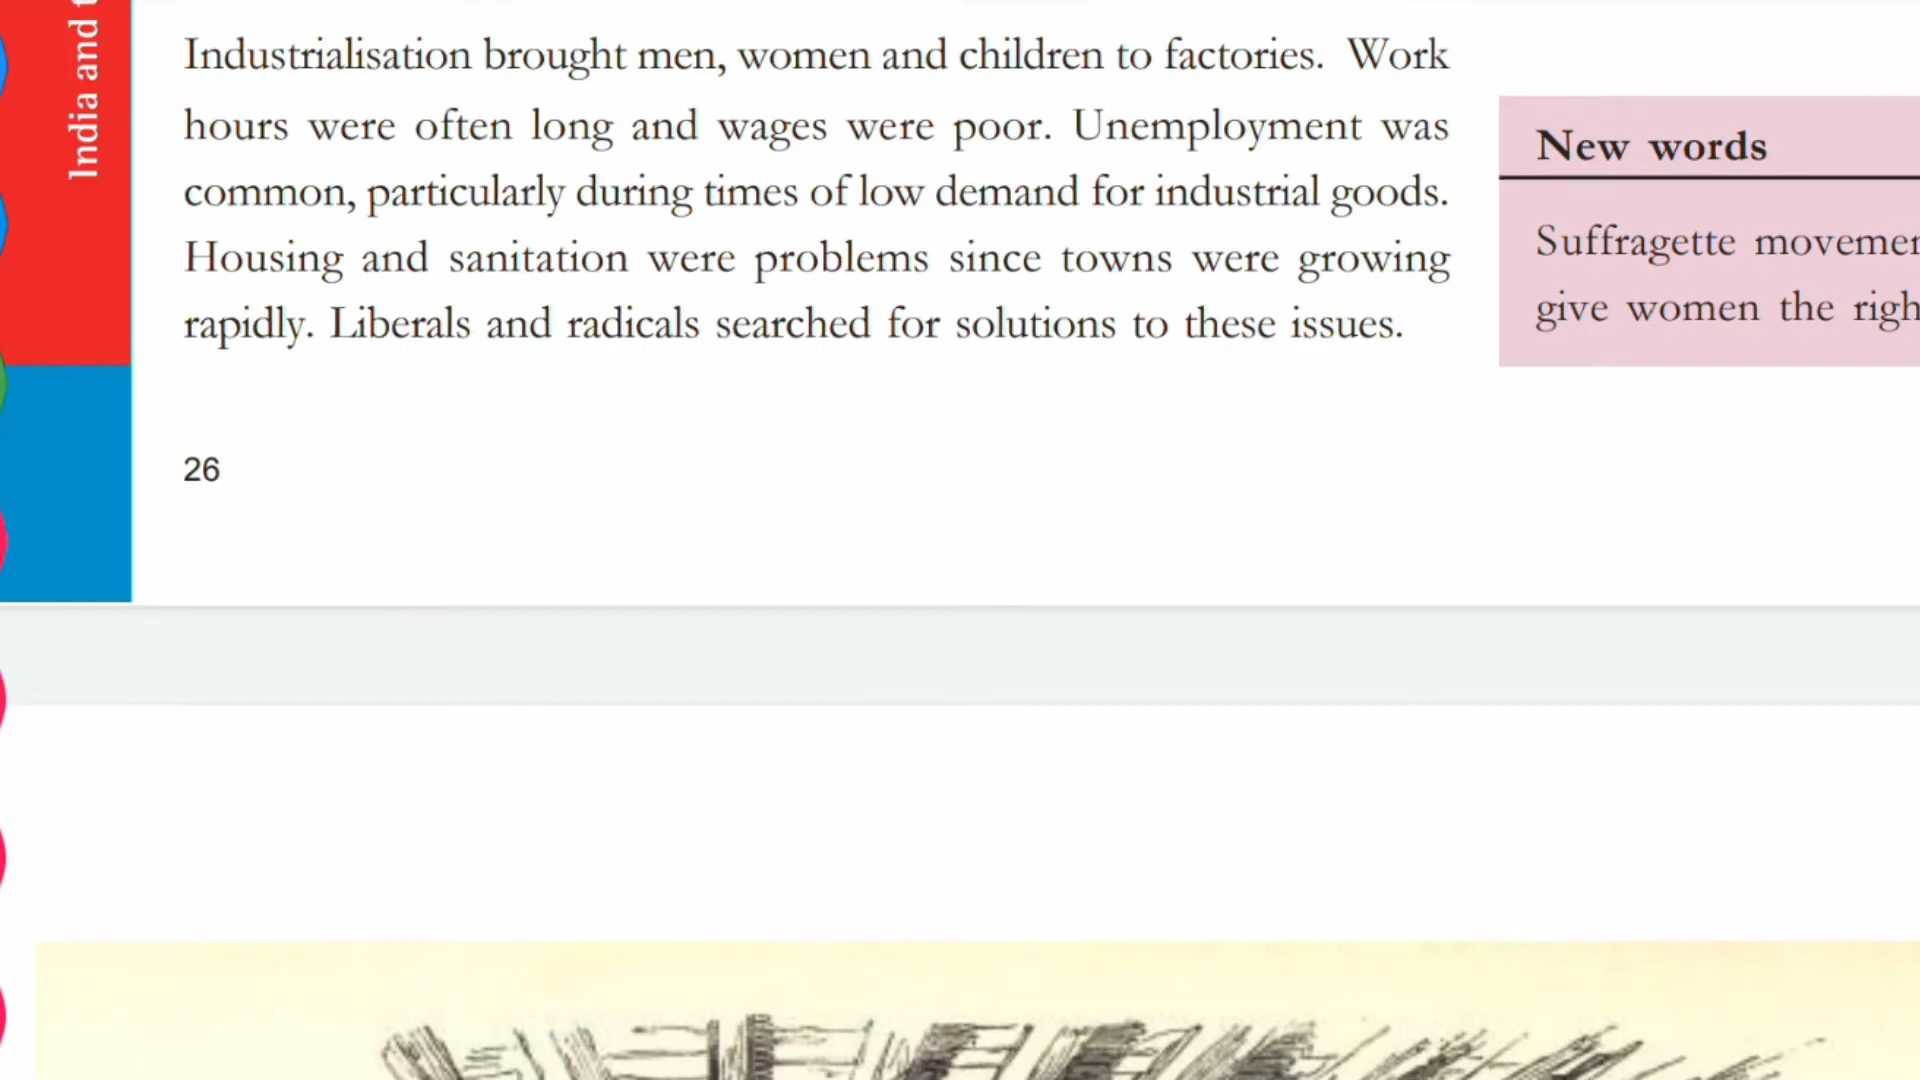 India and
Industrialisation brought men, women and children to factories. Work
hours were often long and wages were poor. Unemployment was
common, particularly during times of low demand for industrial goods.
Housing and sanitation were problems since towns were growing
rapidly. Liberals and radicals searched for solutions to these issues.
New words
Suffragette
give women the
26